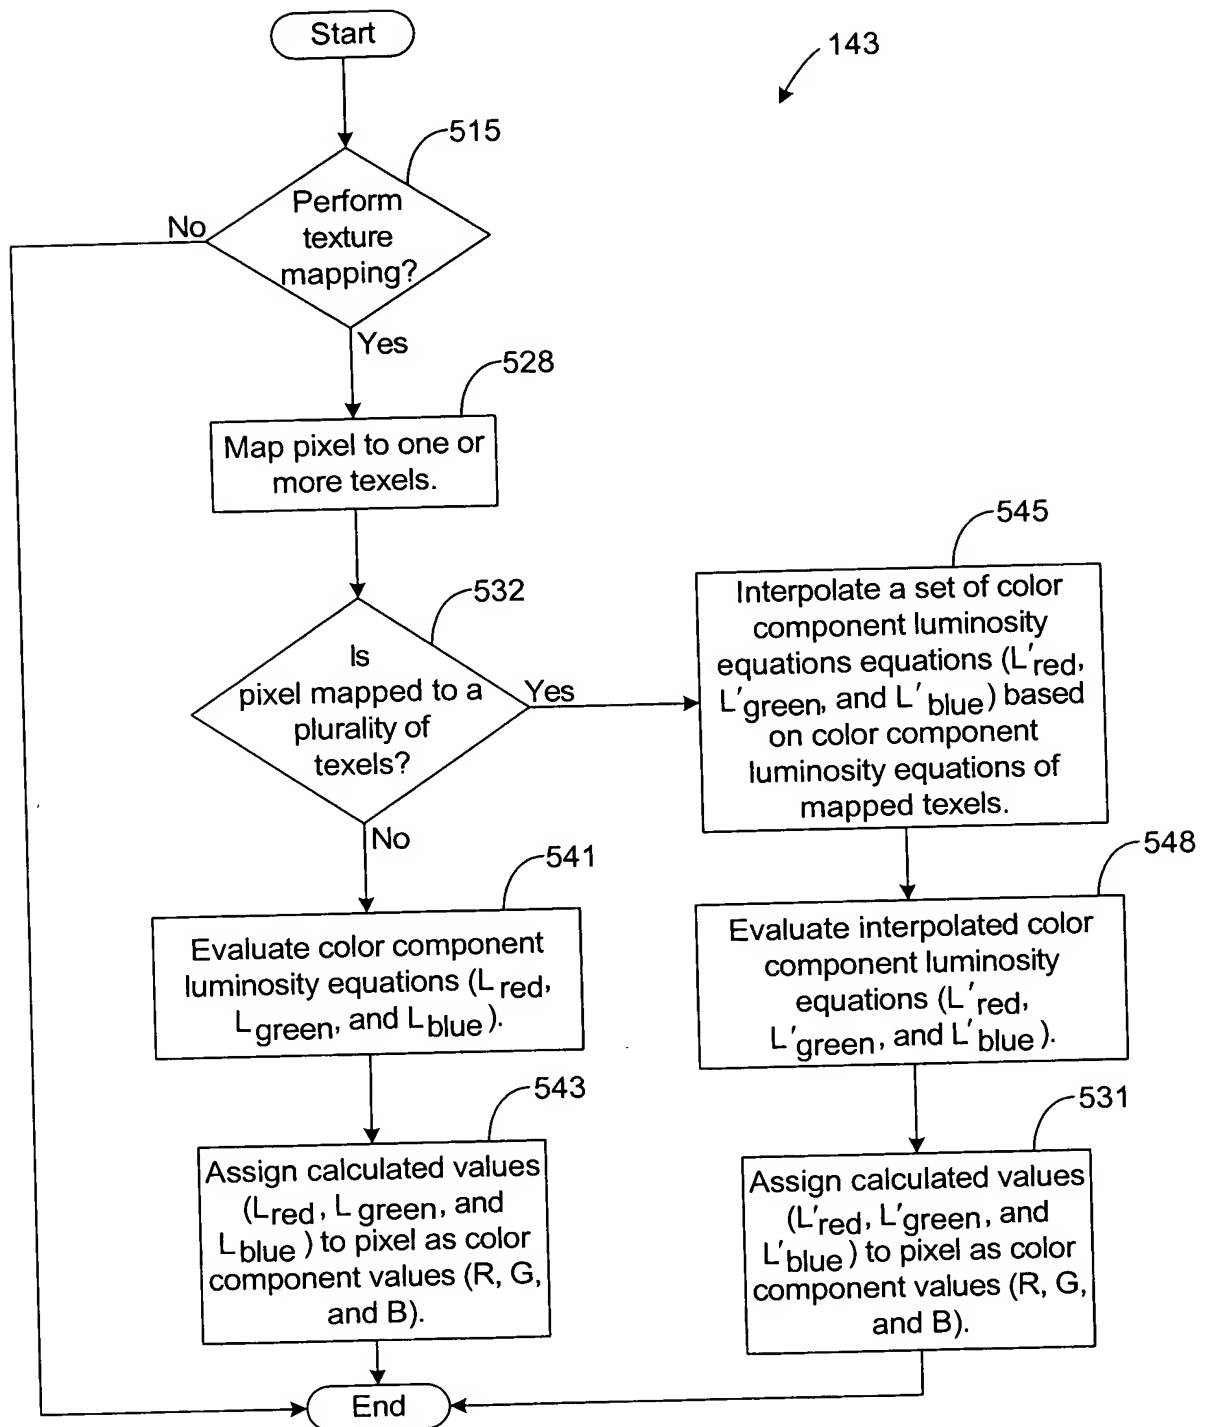 Start
143
515
Perform
texture
mapping?
No
Yes
528
Map pixel to one or
more texels.
532
Is
pixel mapped to a
plurality of
texels?
Yes
No
545
Interpolate a set of color
component luminosity
equations equations (L'red,
L'green, and L'blue) based
on color component
luminosity equations of
mapped texels.
541
Evaluate color component
luminosity equations (Lred,
Lgreen, and Lblue).
548
Evaluate interpolated color
component luminosity
equations (L'red,
L'green, and L'blue).
543
Assign calculated values
(Lred, Lgreen, and
Lblue) to pixel as color
component values (R, G,
and B).
531
Assign calculated values
(L'red, L'green, and
L'blue) to pixel as color
component values (R, G,
and B).
End